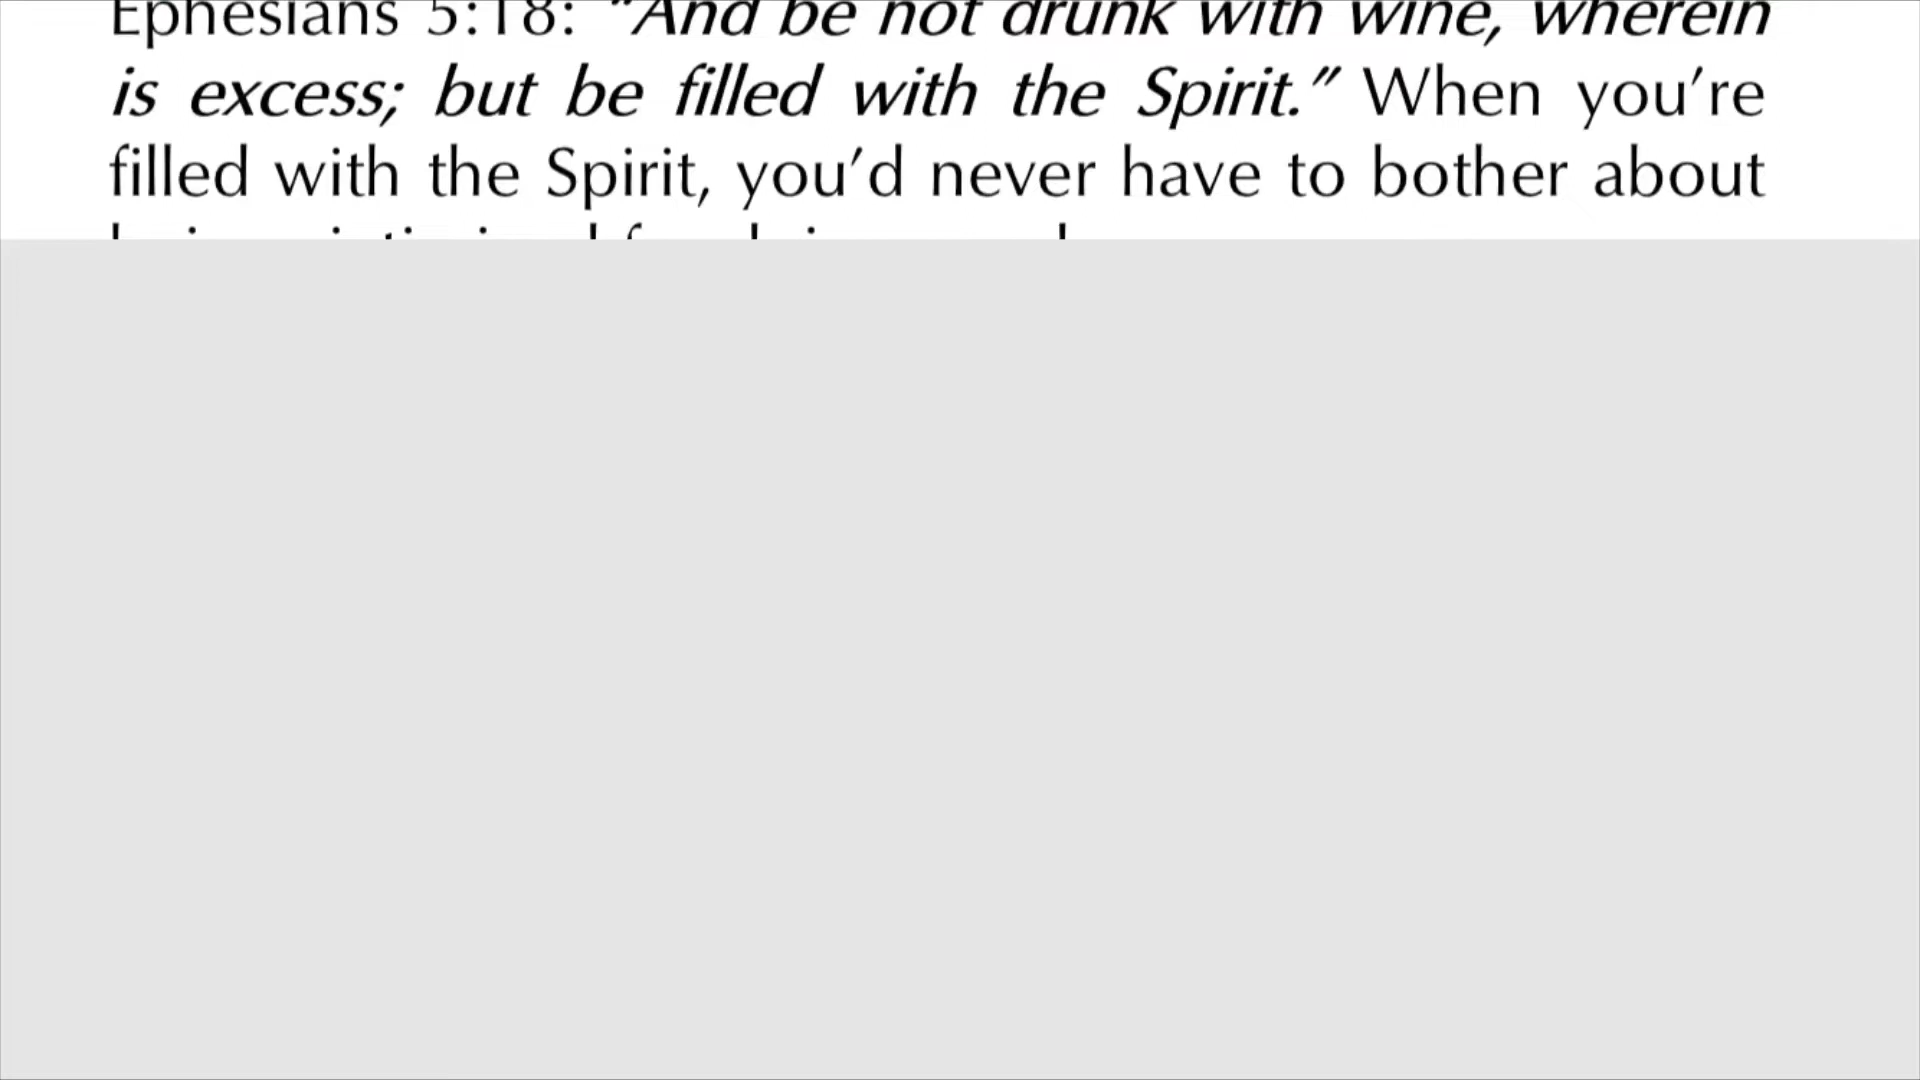 Ephesians 5:18: "And be not drunk with wine, wherein
is excess; but be filled with the Spirit." When you're
filled with the Spirit, you'd never have to bother about